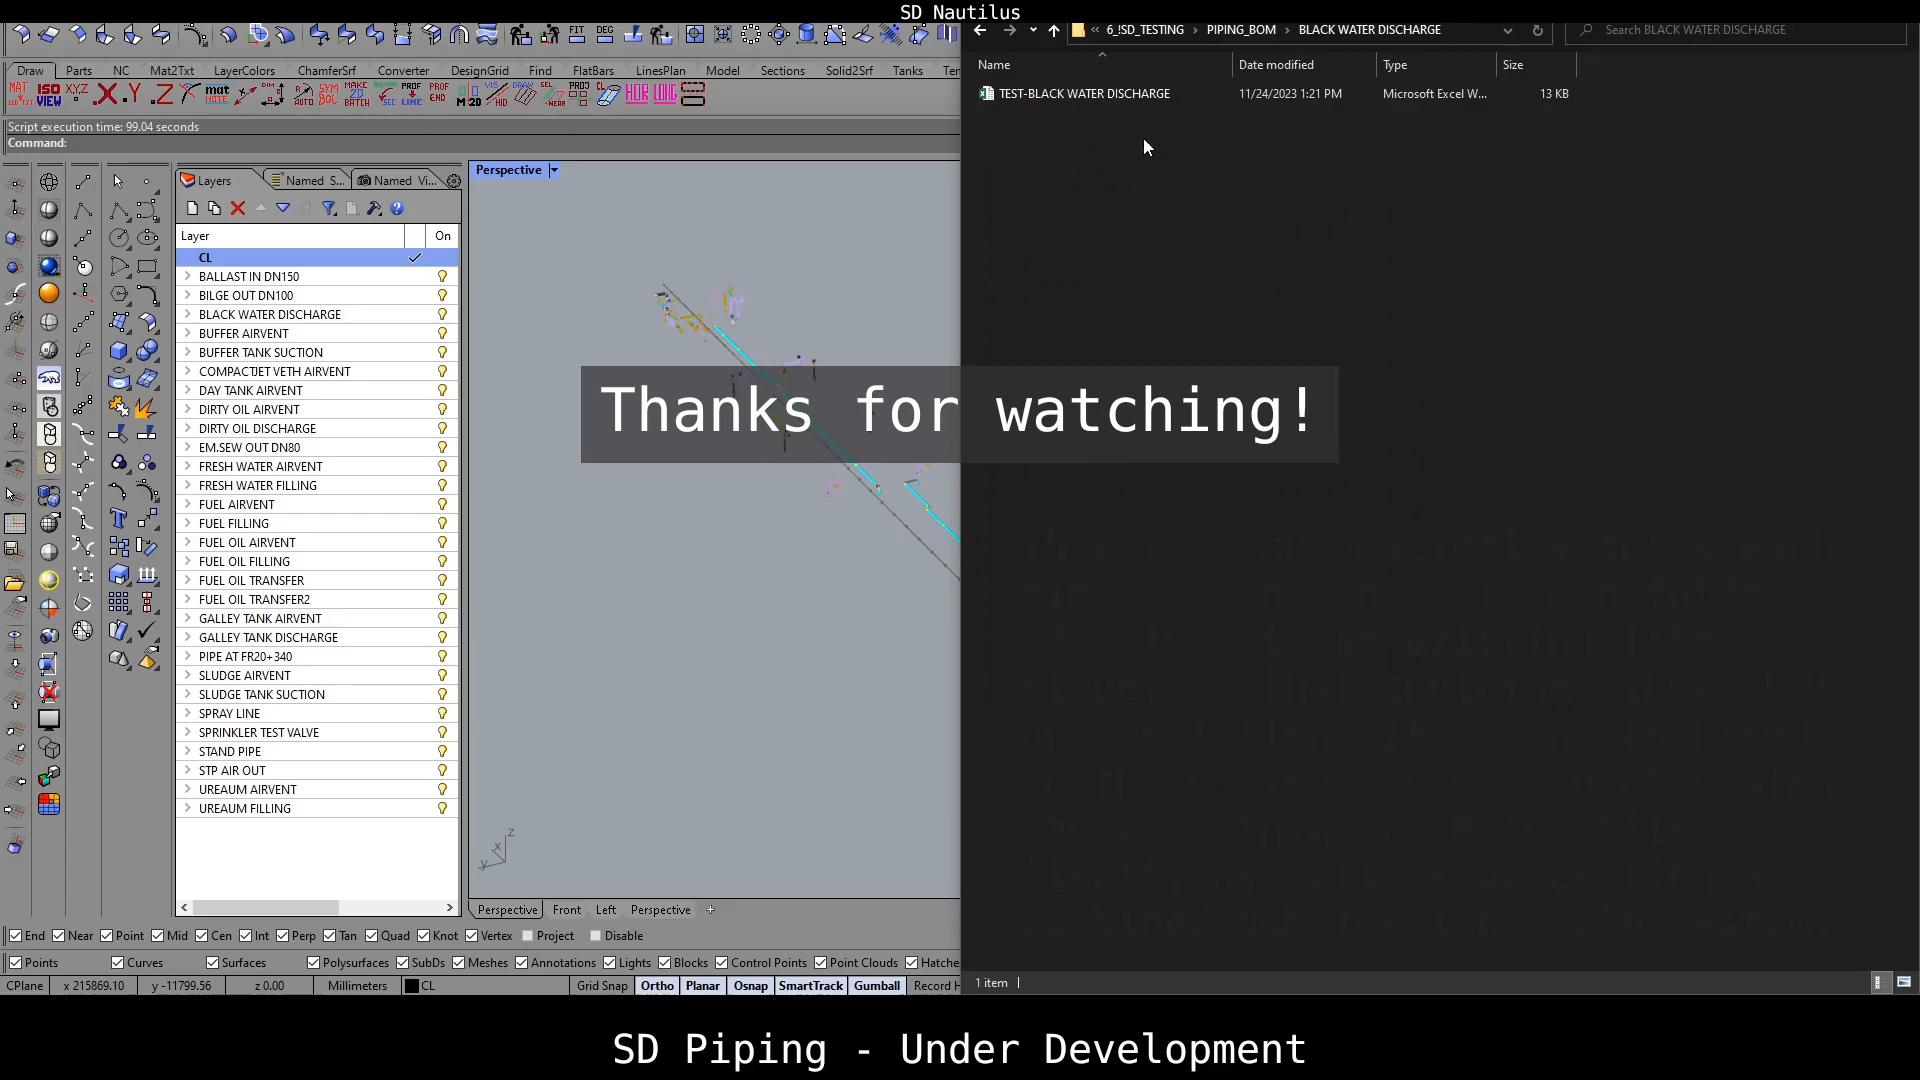 SD Nautilus
FIT DEG
« 6_!SD_TESTING › PIPING_BOM › BLACK WATER DISCHARGE
Search BLACK WATER DISCHARGE
Draw Parts NC Mat2Txt LayerColors ChamferSrf Converter DesignGrid Find FlatBars LinesPlan Model Sections Solid2Srf Tanks Ten
Name Date modified Type Size
TEST-BLACK WATER DISCHARGE 11/24/2023 1:21 PM Microsoft Excel W... 13 KB
Script execution time: 99.04 seconds
Command:
Layers Named S... Named Vi...
Perspective
Layer On
CL
BALLAST IN DN150
BILGE OUT DN100
BLACK WATER DISCHARGE
BUFFER AIRVENT
BUFFER TANK SUCTION
COMPACTJET VETH AIRVENT
DAY TANK AIRVENT
DIRTY OIL AIRVENT
DIRTY OIL DISCHARGE
EM.SEW OUT DN80
FRESH WATER AIRVENT
FRESH WATER FILLING
FUEL AIRVENT
FUEL FILLING
FUEL OIL AIRVENT
FUEL OIL FILLING
FUEL OIL TRANSFER
FUEL OIL TRANSFER2
GALLEY TANK AIRVENT
GALLEY TANK DISCHARGE
PIPE AT FR20+340
SLUDGE AIRVENT
SLUDGE TANK SUCTION
SPRAY LINE
SPRINKLER TEST VALVE
STAND PIPE
STP AIR OUT
UREAUM AIRVENT
UREAUM FILLING
Thanks for watching!
z
x
y
Perspective Front Left Perspective
End Near Point Mid Cen Int Perp Tan Quad Knot Vertex Project Disable
Points Curves Surfaces Polysurfaces SubDs Meshes Annotations Lights Blocks Control Points Point Clouds Hatche
CPlane x 215869.10 y -11799.56 z 0.00 Millimeters CL Grid Snap Ortho Planar Osnap SmartTrack Gumball Record H
1 item
SD Piping - Under Development